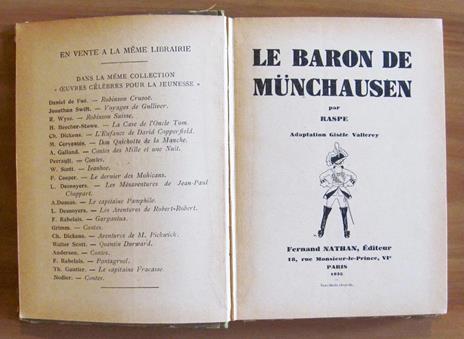 EN VENTE A LA MÊME LIBRAIRIE
DANS LA MÊME COLLECTION
« ŒUVRES CÉLÈBRES POUR LA JEUNESSE »
Daniel de Foë. — Robinson Crusoé.
Jonathan Swift. — Voyages de Gulliver.
R. Wyss. — Robinson Suisse.
H. Beecher-Stowe. — La Case de l'Oncle Tom.
Ch. Dickens. — L'Enfance de David Copperfield.
M. Cervantès. — Don Quichotte de la Manche.
A. Galland. — Contes des Mille et une Nuit.
Perrault. — Contes.
W. Scott. — Ivanhoe.
F. Cooper. — Le dernier des Mohicans.
L. Desnoyers. — Les Mésaventures de Jean-Paul
Choppart.
A. Dumas. — Le capitaine Pamphile.
L. Desnoyers. — Les Aventures de Robert-Robert.
F. Rabelais. — Gargantua.
Grimm. — Contes.
Ch. Dickens. — Aventures de M. Pickwick.
Walter Scott. — Quentin Durward.
Andersen. — Contes.
F. Rabelais. — Pantagruel.
Th. Gautier. — Le capitaine Fracasse.
Nodier. — Contes.
LE BARON DE
MÜNCHAUSEN
par
RASPE
Adaptation Gisèle Vallerey
Fernand NATHAN, Éditeur
18, rue Monsieur-le-Prince, VIe
PARIS
1935